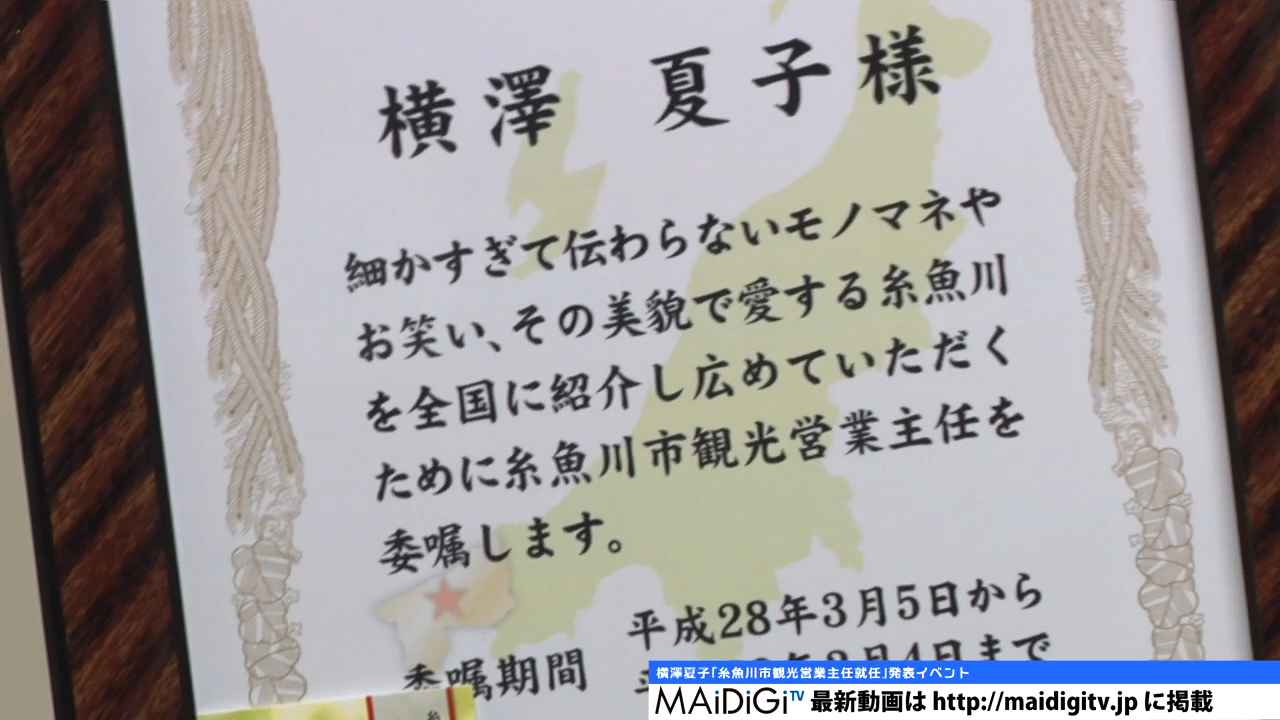 横澤 夏子様
細かすぎて伝わらないモノマネや
お笑い、その美貌で愛する糸魚川
を全国に紹介し広めていただく
ために糸魚川市観光営業主任を
委嘱します。
平成28年3月5日から
委嘱期間
月4日まで
横澤夏子「糸魚川市観光営業主任就任」発表イベント
MAiDiGiTV 最新動画は http://maidigitv.jp に掲載